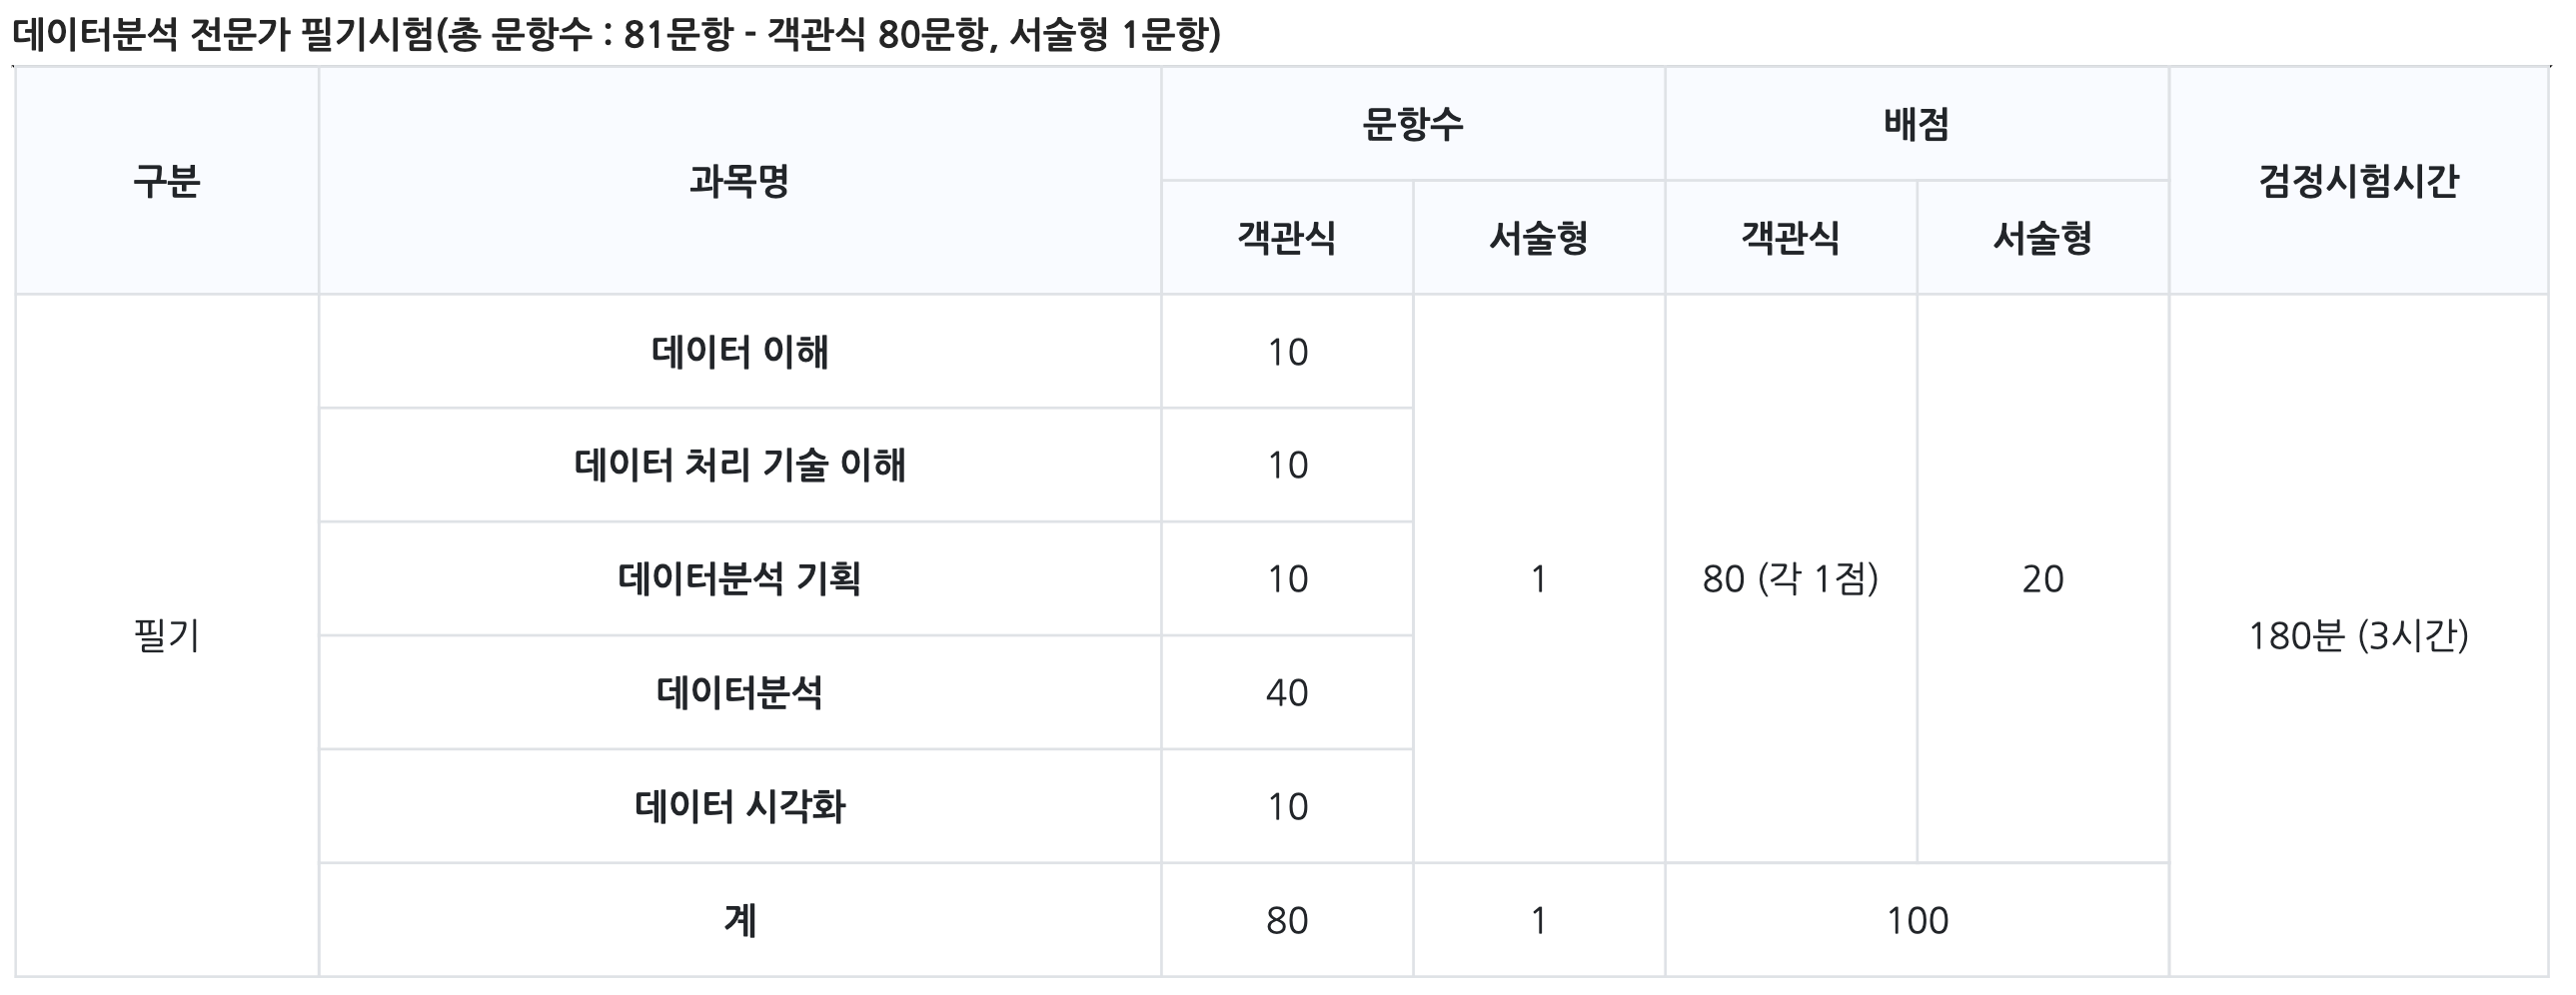 데이터분석 전문가 필기시험(총 문항수 : 81문항 - 객관식 80문항, 서술형 1문항)
구분 과목명 문항수 배점 검정시험시간
객관식 서술형 객관식 서술형
필기 데이터 이해 10 1 80 (각 1점) 20 180분 (3시간)
데이터 처리 기술 이해 10
데이터분석 기획 10
데이터분석 40
데이터 시각화 10
계 80 1 100